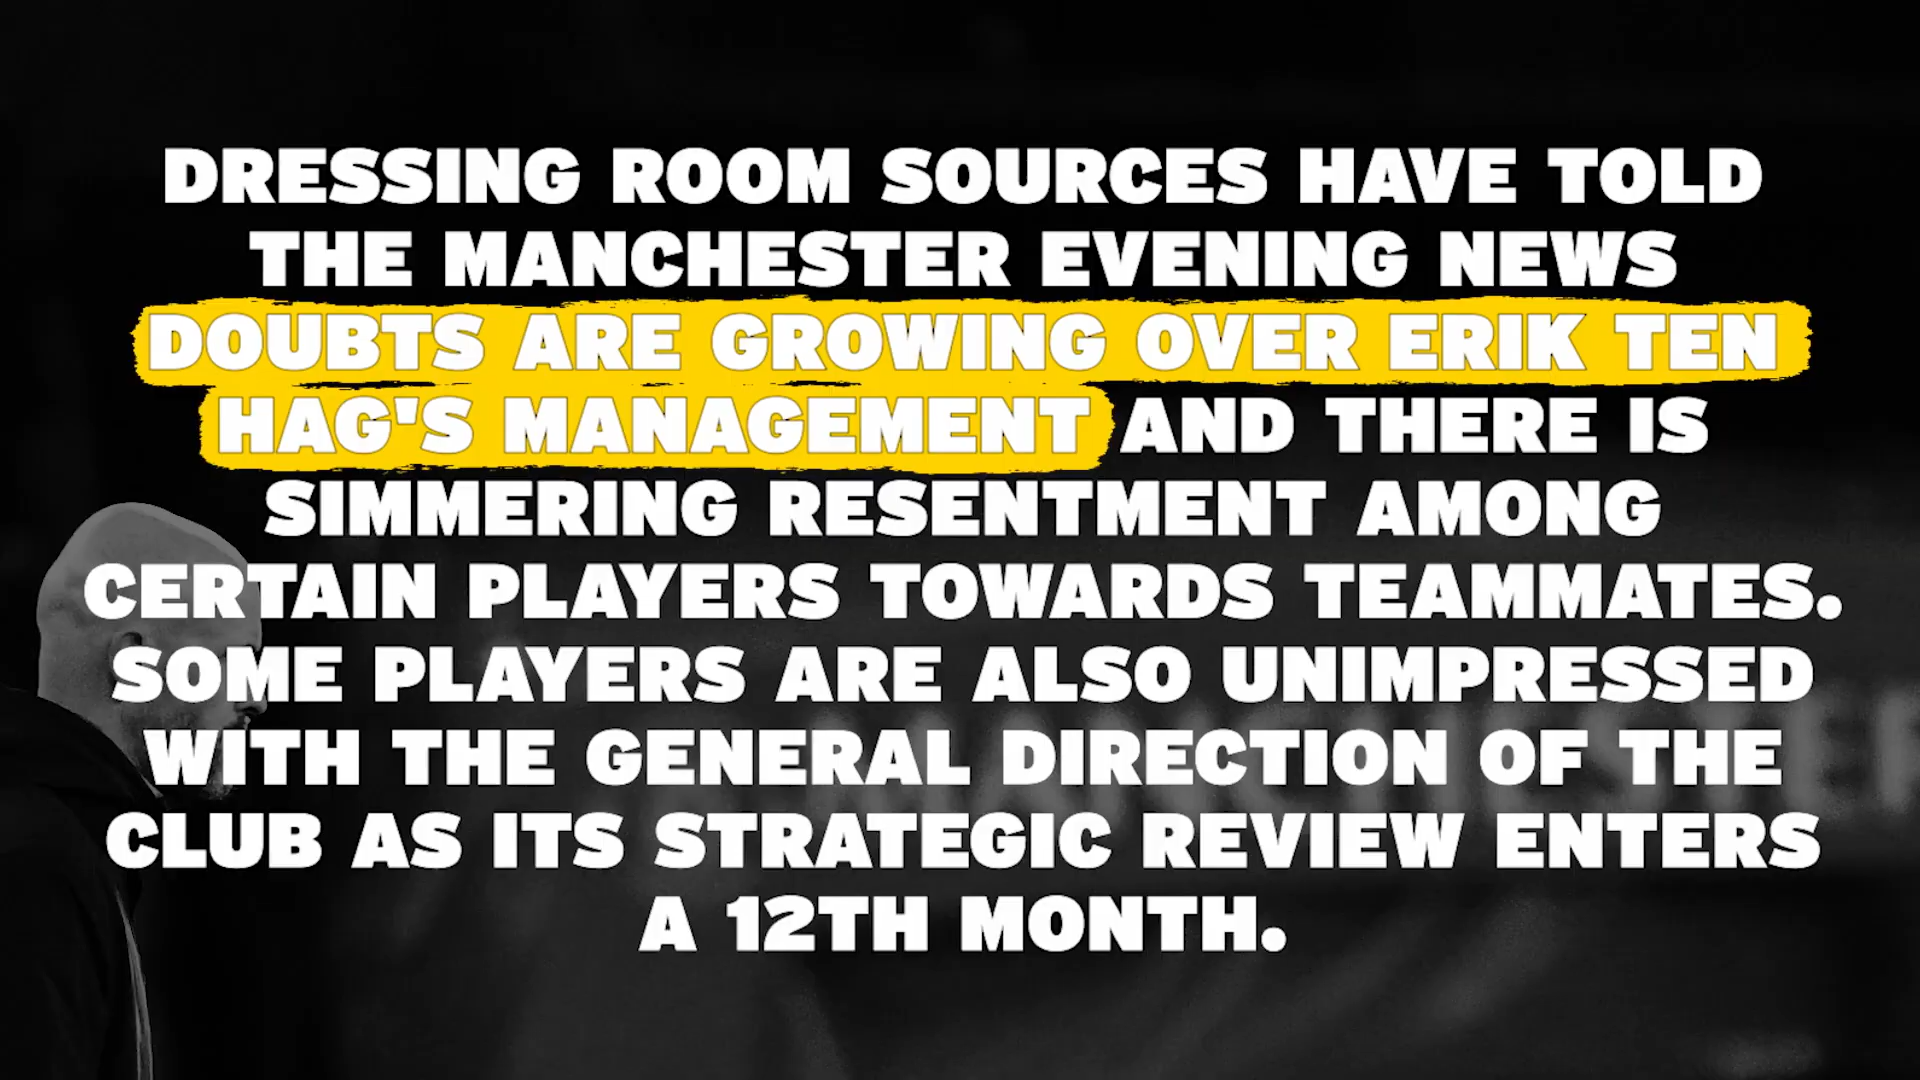 DRESSING ROOM SOURCES HAVE TOLD
THE MANCHESTER EVENING NEWS
DOUBTS ARE GROWING OVER ERIK TEN
HAG'S MANAGEMENT AND THERE IS
SIMMERING RESENTMENT AMONG
CERTAIN PLAYERS TOWARDS TEAMMATES.
SOME PLAYERS ARE ALSO UNIMPRESSED
WITH THE GENERAL DIRECTION OF THE
CLUB AS ITS STRATEGIC REVIEW ENTERS
A 12TH MONTH.
MANCHESTER